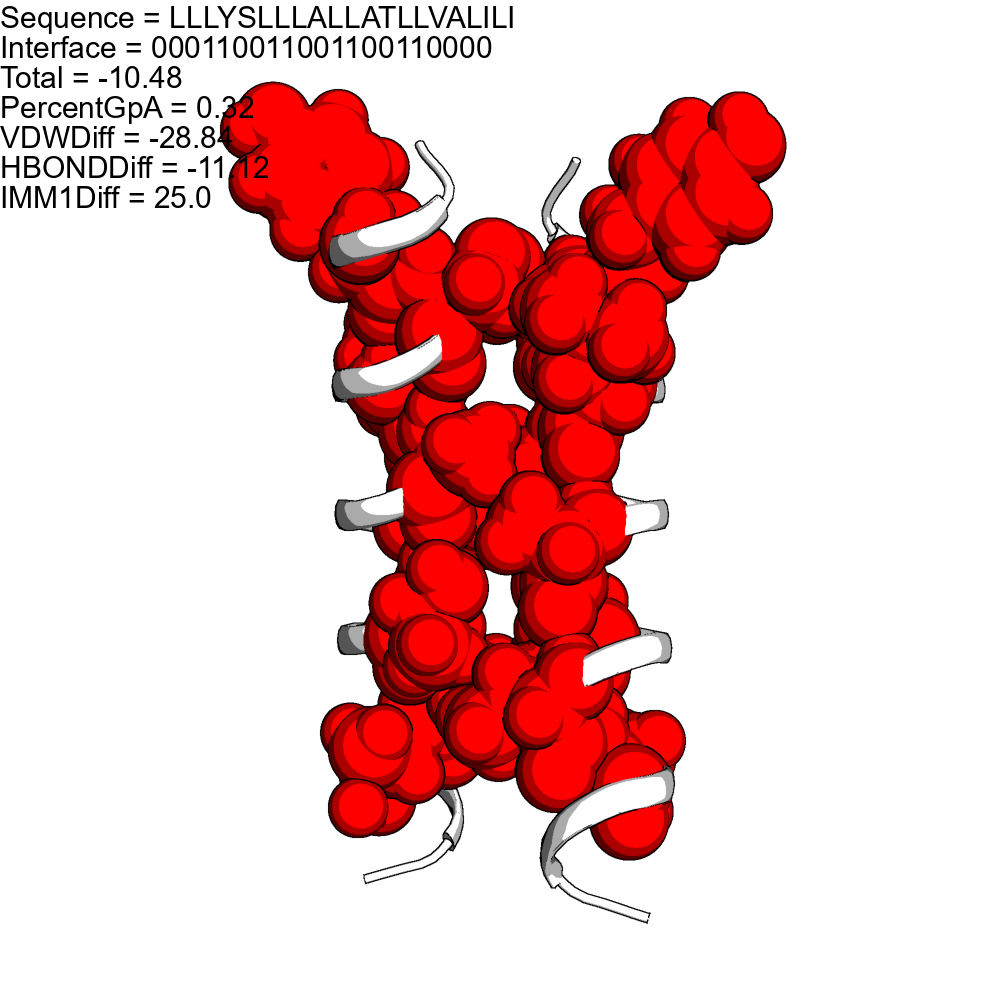 Sequence = LLLYSLLLALLATLLVALILI
Interface = 000110011001100110000
Total = -10.48
PercentGpA = 0.32
VDWDiff = -28.84
HBONDDiff = -11.12
IMM1Diff = 25.0